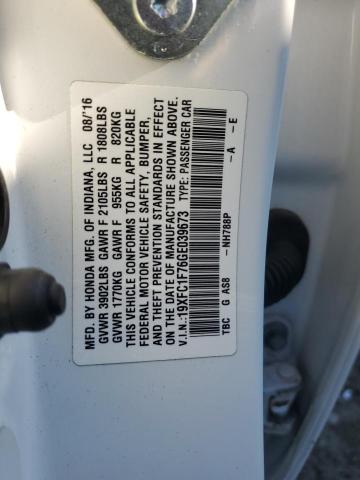 MFD. BY HONDA MFG. OF INDIANA, LLC 08/'16
GVWR 3902LBS GAWR F 2105LBS R 1808LBS
GVWR 1770KG GAWR F 955KG R 820KG
THIS VEHICLE CONFORMS TO ALL APPLICABLE
FEDERAL MOTOR VEHICLE SAFETY, BUMPER,
AND THEFT PREVENTION STANDARDS IN EFFECT
ON THE DATE OF MANUFACTURE SHOWN ABOVE.
V.I.N.:19XFC1F76GE039673 TYPE: PASSENGER CAR
NH788P -A -E
TBC G AS8